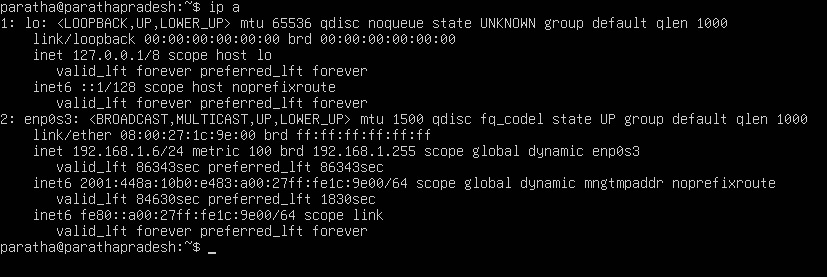 paratha@parathapradesh:~$ ip a
1: lo: <LOOPBACK,UP,LOWER_UP> mtu 65536 qdisc noqueue state UNKNOWN group default qlen 1000
    link/loopback 00:00:00:00:00:00 brd 00:00:00:00:00:00
    inet 127.0.0.1/8 scope host lo
       valid_lft forever preferred_lft forever
    inet6 ::1/128 scope host noprefixroute
       valid_lft forever preferred_lft forever
2: enp0s3: <BROADCAST,MULTICAST,UP,LOWER_UP> mtu 1500 qdisc fq_codel state UP group default qlen 1000
    link/ether 08:00:27:1c:9e:00 brd ff:ff:ff:ff:ff:ff
    inet 192.168.1.6/24 metric 100 brd 192.168.1.255 scope global dynamic enp0s3
       valid_lft 86343sec preferred_lft 86343sec
    inet6 2001:448a:10b0:e483:a00:27ff:fe1c:9e00/64 scope global dynamic mngtmpaddr noprefixroute
       valid_lft 84630sec preferred_lft 1830sec
    inet6 fe80::a00:27ff:fe1c:9e00/64 scope link
       valid_lft forever preferred_lft forever
paratha@parathapradesh:~$ _